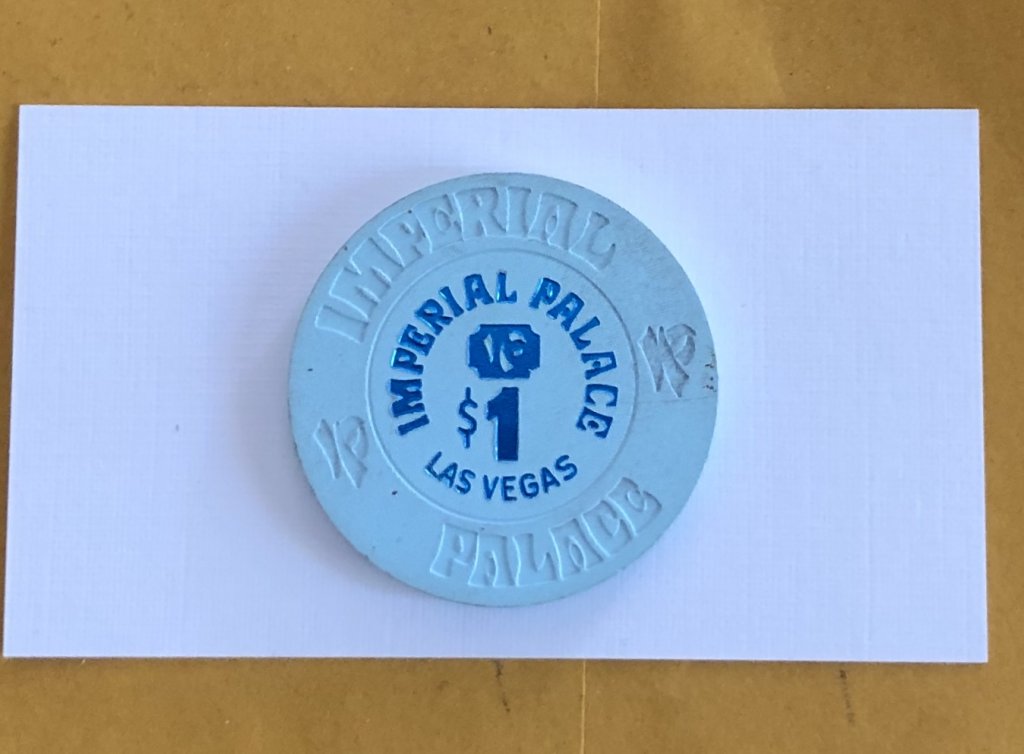 IMPERIAL
IMPERIAL PALACE
$1
LAS VEGAS
PALACE